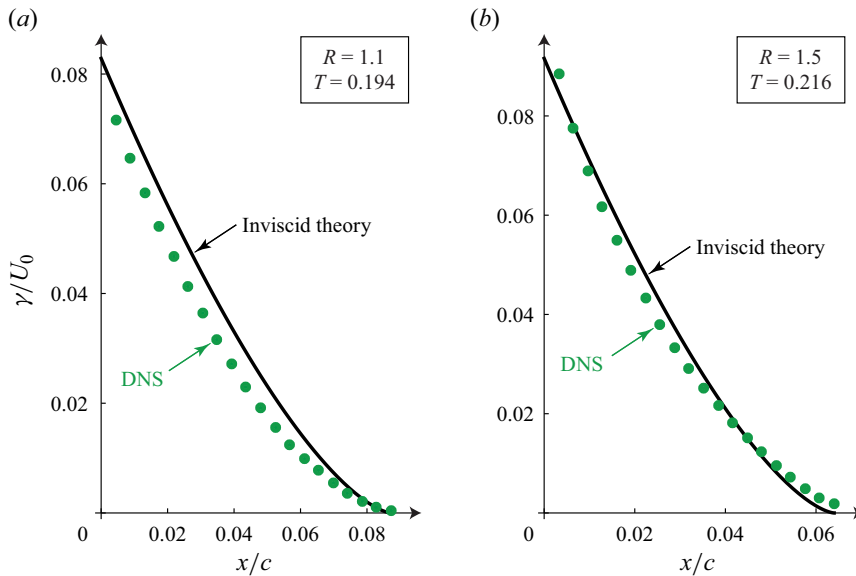 (a)
R = 1.1
T = 0.194
0.08
0.06
0.04
0.02
γ/U0
Inviscid theory
DNS
0
0.02
0.04
0.06
0.08
x/c
(b)
R = 1.5
T = 0.216
0.08
0.06
0.04
0.02
Inviscid theory
DNS
0
0.02
0.04
0.06
x/c